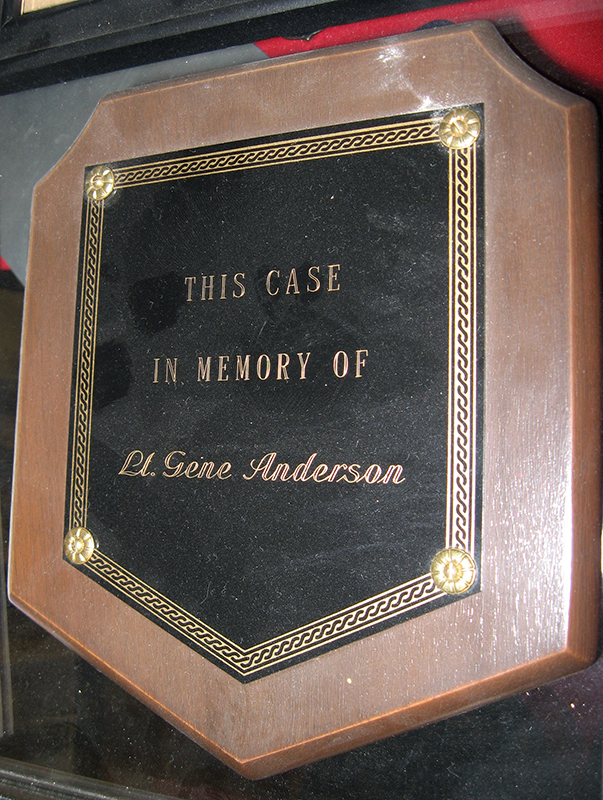 THIS CASE
IN MEMORY OF
Lt. Gene Anderson